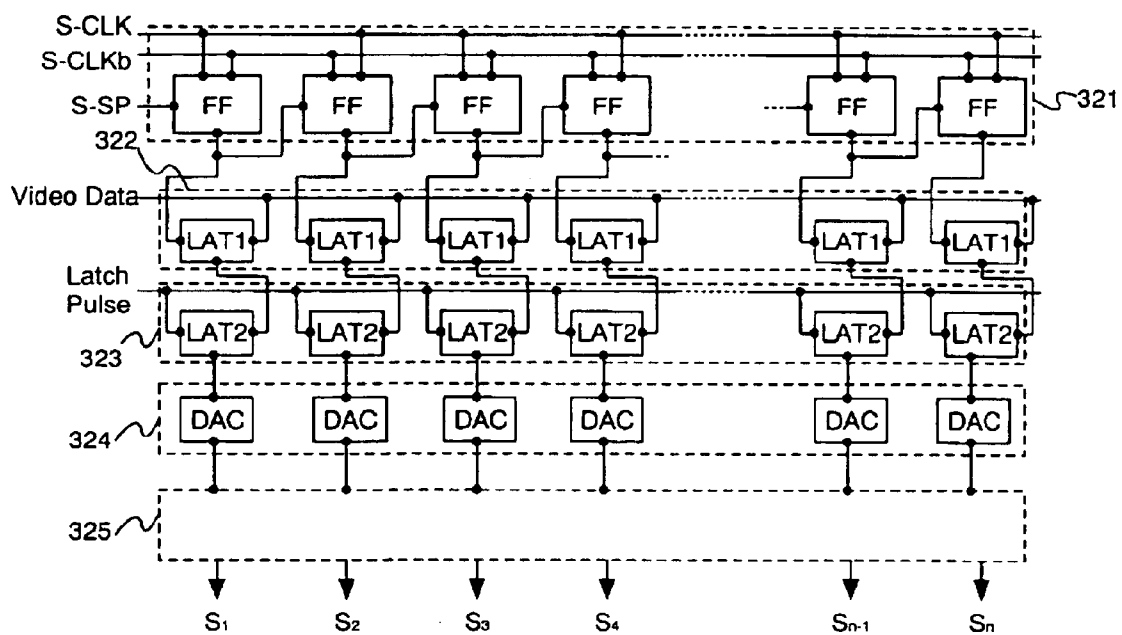 S-CLK
S-CLKb
S-SP FF FF FF FF FF FF 321
322
Video Data
LAT1 LAT1 LAT1 LAT1 LAT1 LAT1
Latch
Pulse
LAT2 LAT2 LAT2 LAT2 LAT2 LAT2
323
DAC DAC DAC DAC DAC DAC
324
325
S1 S2 S3 S4 Sn-1 Sn